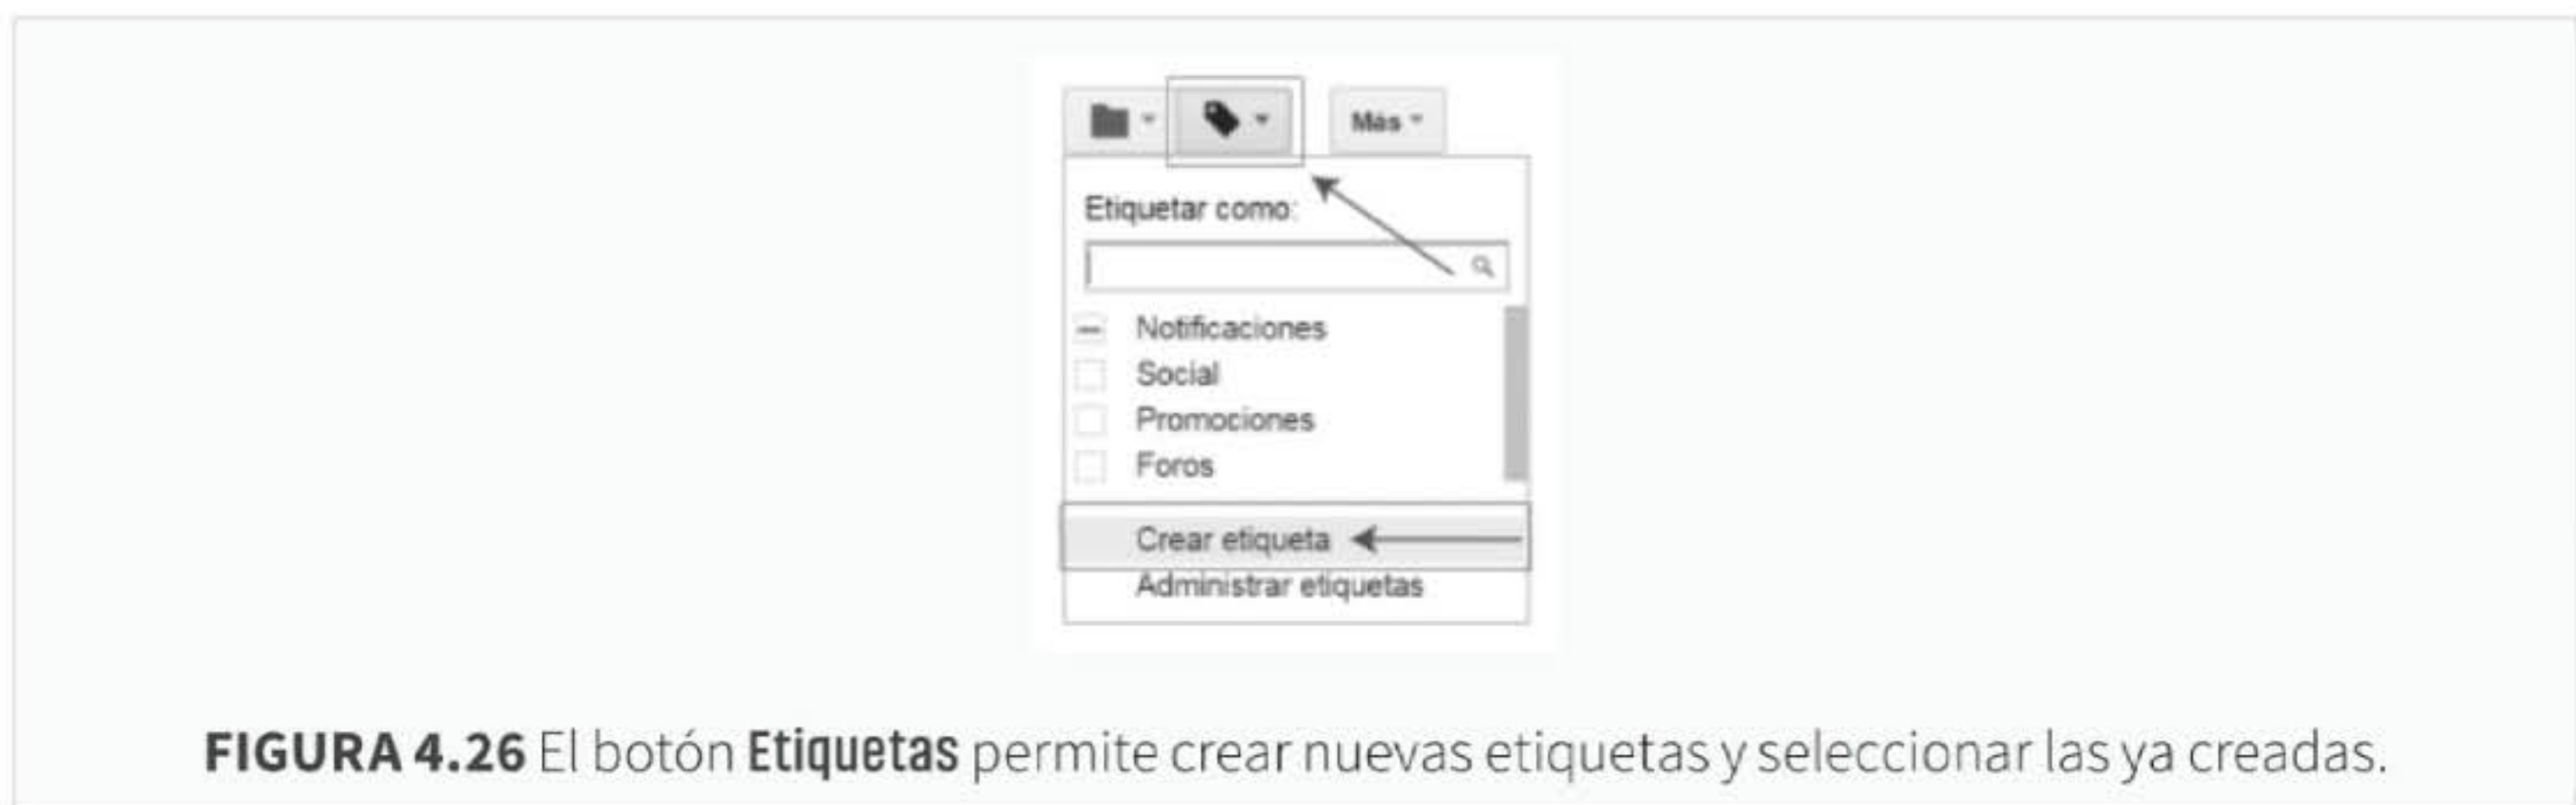 Más
Etiquetar como:
Notificaciones
Social
Promociones
Foros
Crear etiqueta
Administrar etiquetas
FIGURA 4.26 El botón Etiquetas permite crear nuevas etiquetas y seleccionar las ya creadas.